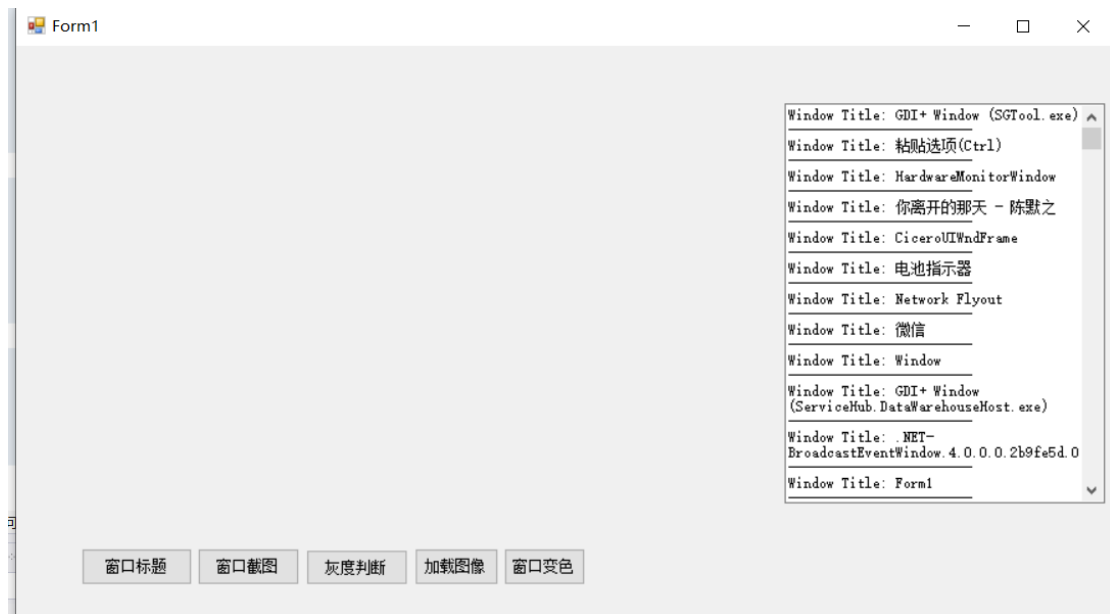 Form1
Window Title: GDI+ Window (SGTool.exe)
Window Title: 粘贴选项(Ctrl)
Window Title: HardwareMonitorWindow
Window Title: 你离开的那天 - 陈默之
Window Title: CiceroUIWndFrame
Window Title: 电池指示器
Window Title: Network Flyout
Window Title: 微信
Window Title: Window
Window Title: GDI+ Window
(ServiceHub.DataWarehouseHost.exe)
Window Title: .NET-
BroadcastEventWindow.4.0.0.0.2b9fe5d.0
Window Title: Form1
窗口标题 窗口截图 灰度判断 加载图像 窗口变色